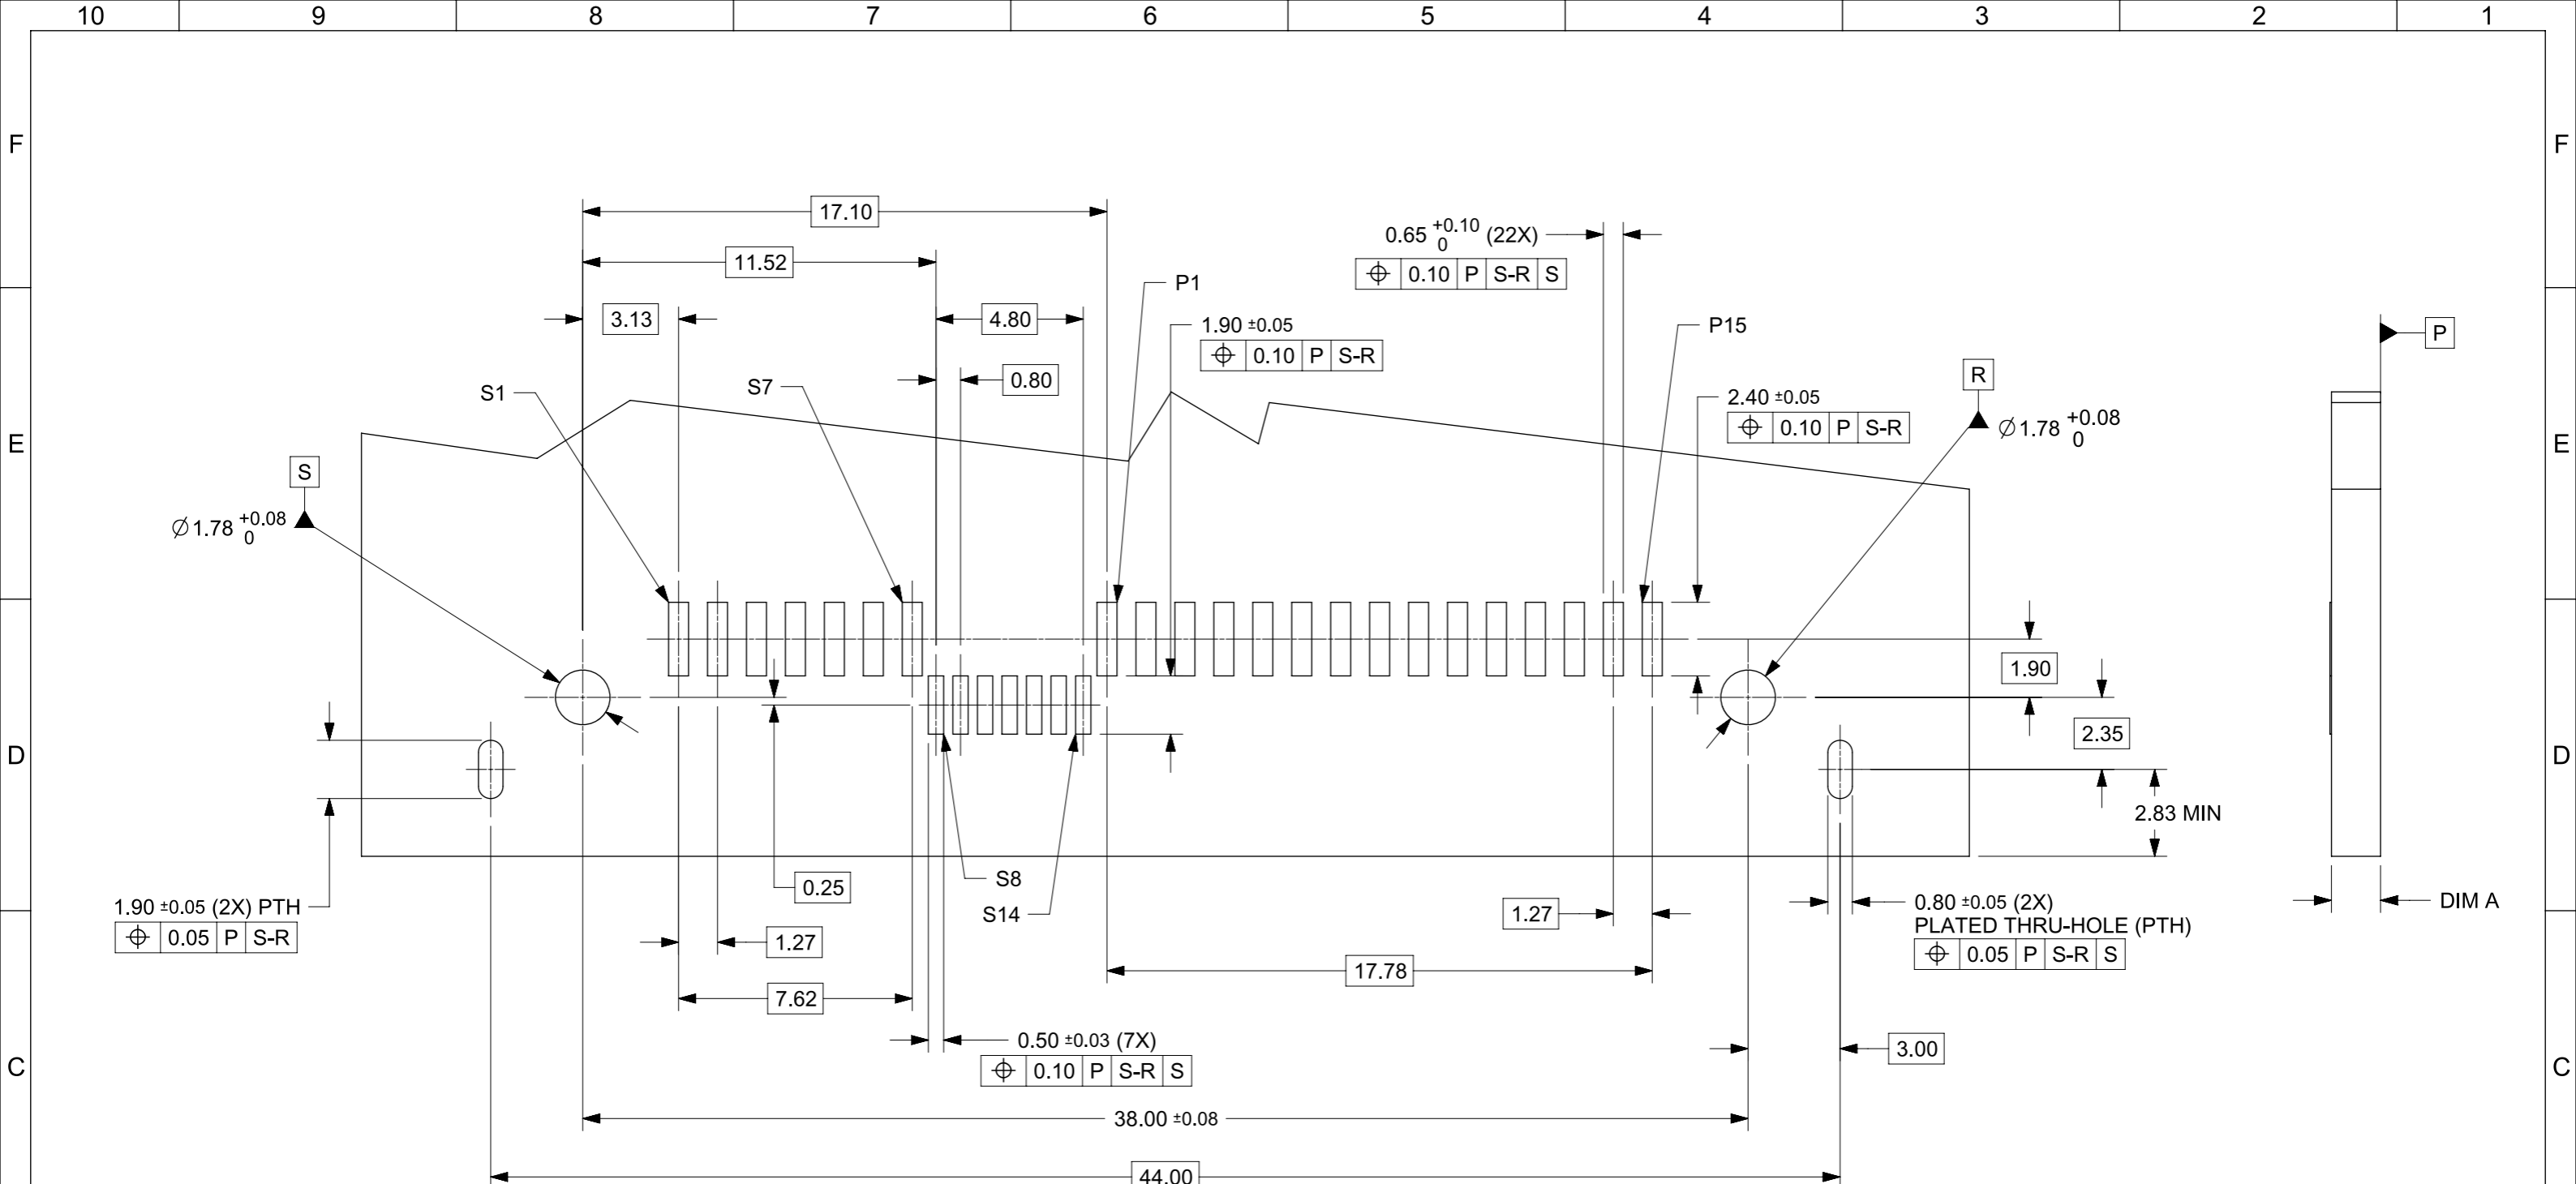 10 9 8 7 6 5 4 3 2 1
F F
17.10
0.65 +0.10 0 (22X)
⌖ 0.10 P S-R S
11.52
P1
3.13
4.80
1.90 ±0.05
⌖ 0.10 P S-R
P15
P
0.80
S1
S7
R
2.40 ±0.05
⌖ 0.10 P S-R
⌀1.78 +0.08 0
E E
S
⌀1.78 +0.08 0
1.90
2.35
D D
2.83 MIN
S8
0.25
S14
1.90 ±0.05 (2X) PTH
⌖ 0.05 P S-R
1.27
1.27
0.80 ±0.05 (2X)
PLATED THRU-HOLE (PTH)
⌖ 0.05 P S-R S
DIM A
17.78
7.62
0.50 ±0.03 (7X)
⌖ 0.10 P S-R S
3.00
C C
38.00 ±0.08
44.00